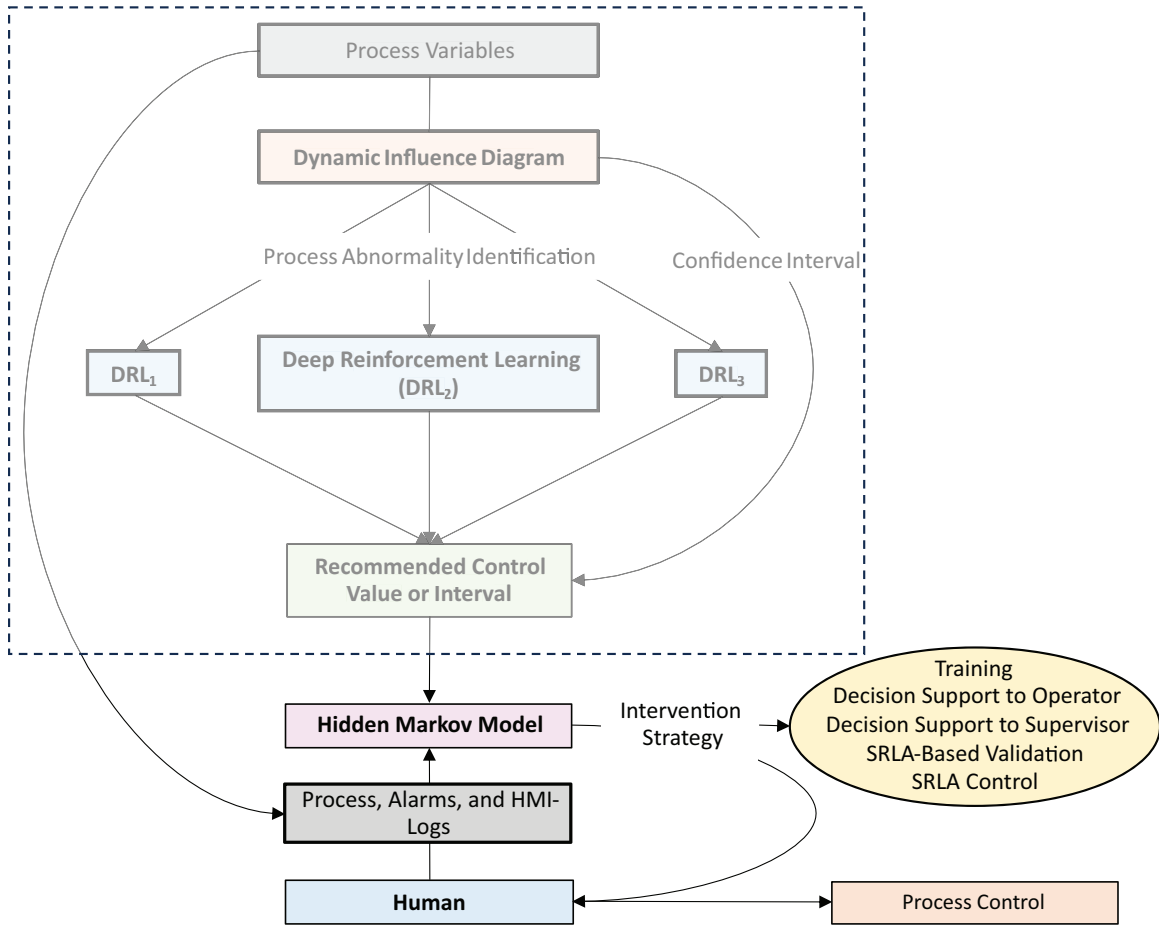 Process Variables
Dynamic Influence Diagram
Process Abnormality Identification
Confidence Interval
DRL₁
Deep Reinforcement Learning
(DRL₂)
DRL₃
Recommended Control
Value or Interval
Hidden Markov Model
Intervention
Strategy
Training
Decision Support to Operator
Decision Support to Supervisor
SRLA-Based Validation
SRLA Control
Process, Alarms, and HMI-
Logs
Human
Process Control